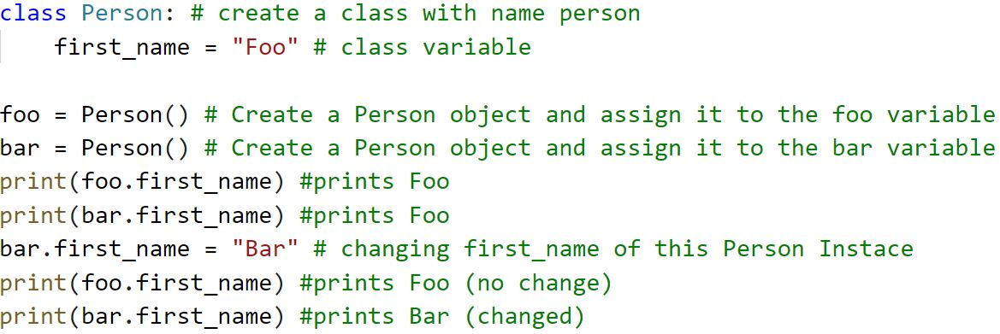 class Person: # create a class with name person
    first_name = "Foo" # class variable

foo = Person() # Create a Person object and assign it to the foo variable
bar = Person() # Create a Person object and assign it to the bar variable
print(foo.first_name) #prints Foo
print(bar.first_name) #prints Foo
bar.first_name = "Bar" # changing first_name of this Person Instace
print(foo.first_name) #prints Foo (no change)
print(bar.first_name) #prints Bar (changed)